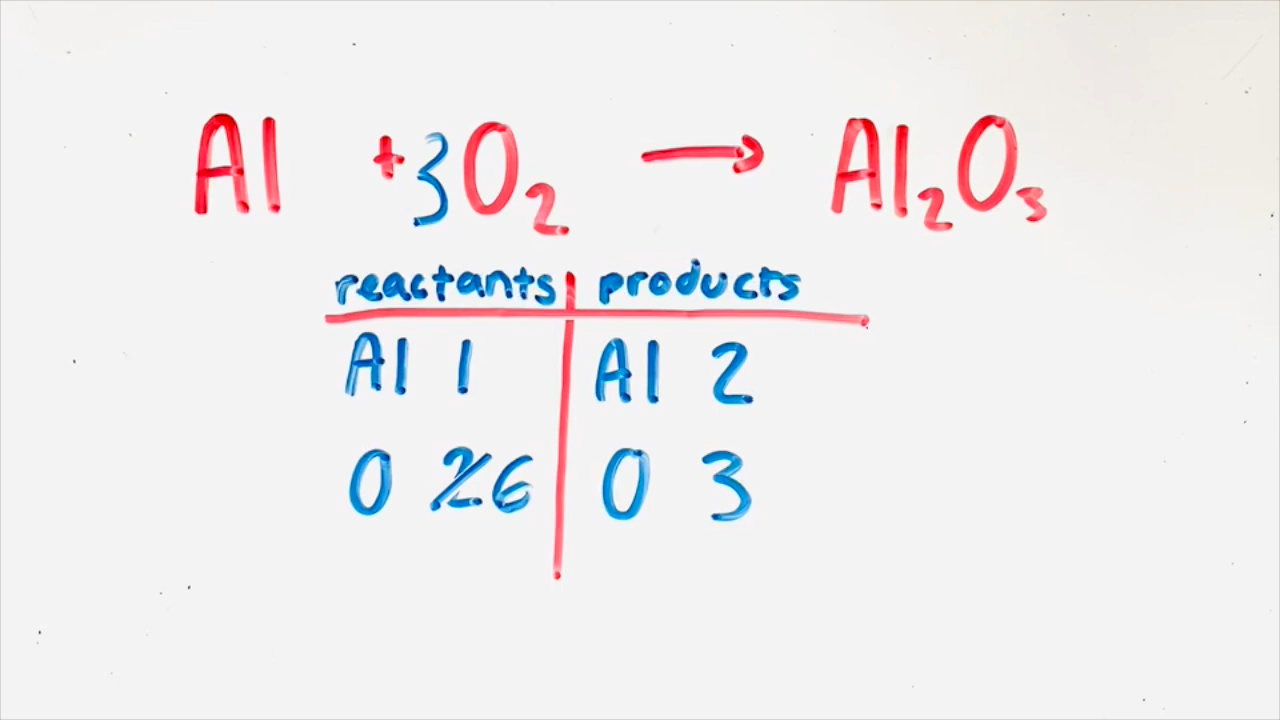 Al + 3O₂ → Al₂O₃
reactants products
Al 1 Al 2
O 2 6 O 3